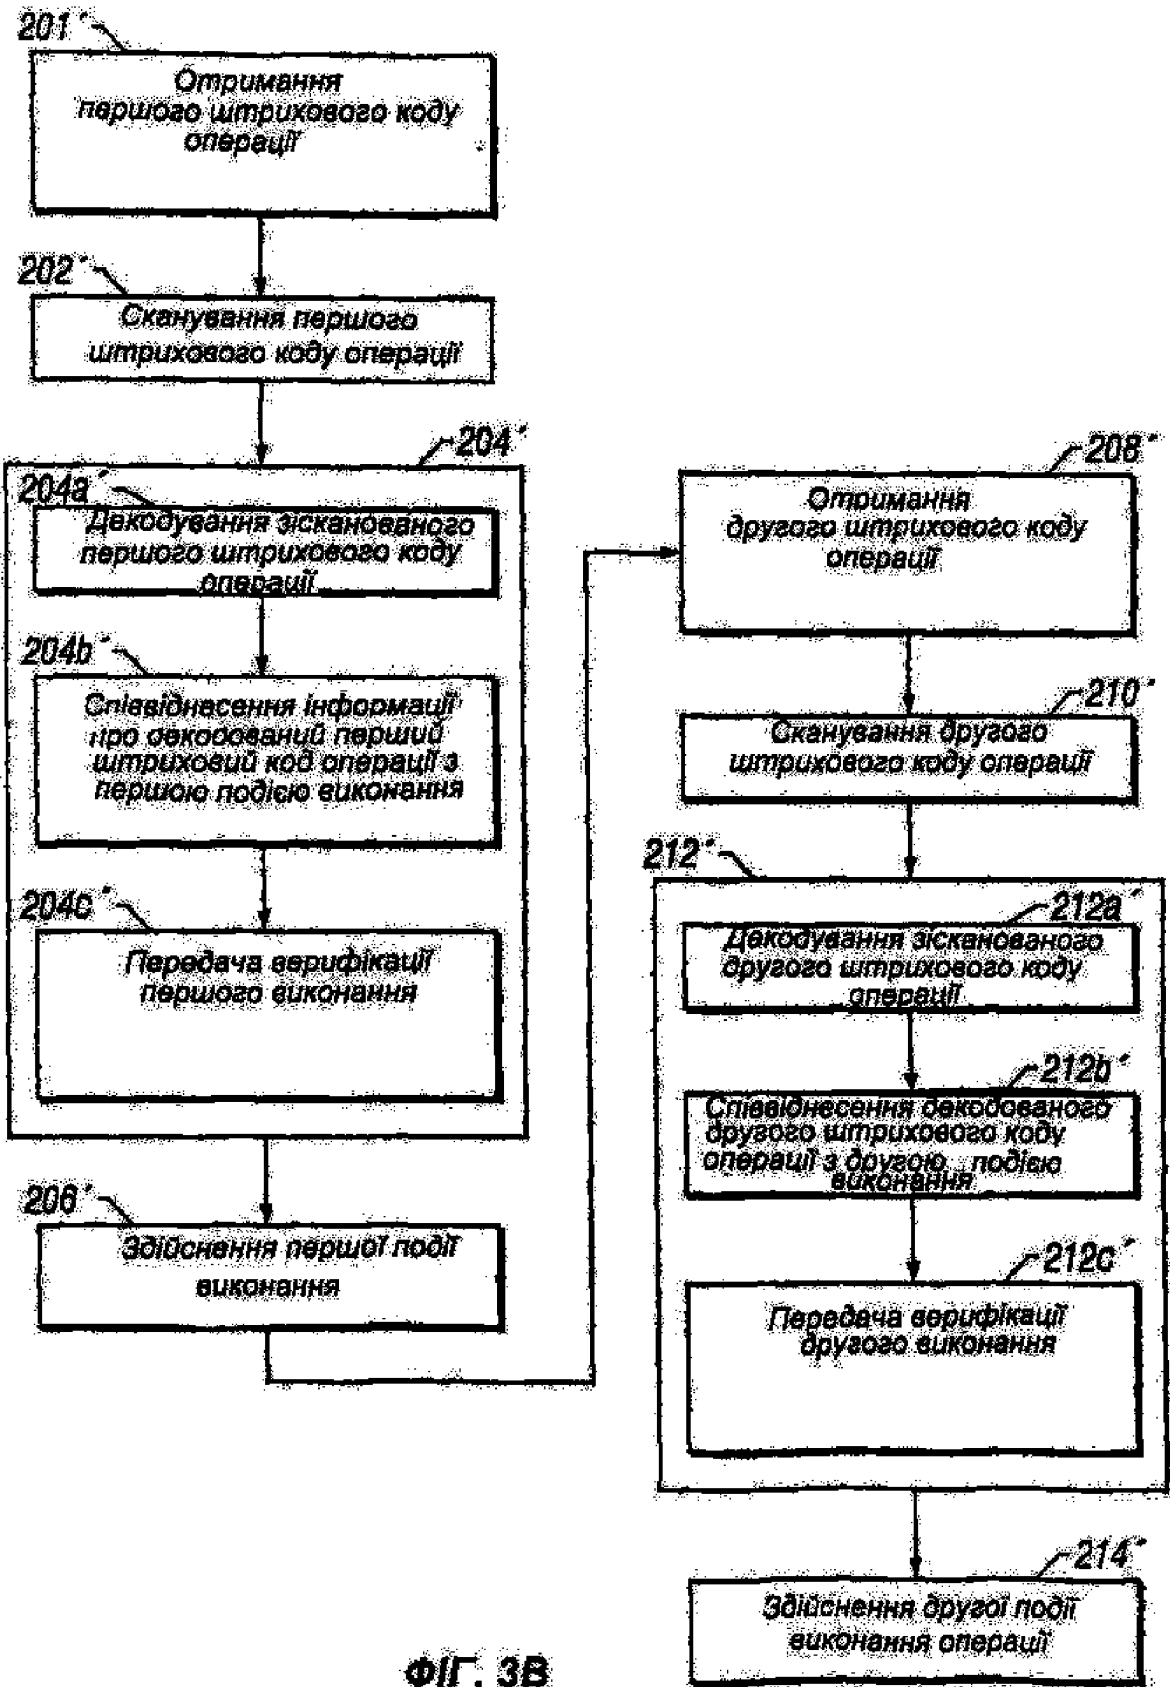 201'
Отримання
першого штрихового коду
операції
202'
Сканування першого
штрихового коду операції
204'
204a'
Декодування зісканованого
першого штрихового коду
операції
204b'
Співвіднесення інформації
про декодований перший
штриховий код операції з
першою подією виконання
204c'
Передача верифікації
першого виконання
206'
Здійснення першої події
виконання
208'
Отримання
другого штрихового коду
операції
210'
Сканування другого
штрихового коду операції
212'
212a'
Декодування зісканованого
другого штрихового коду
операції
212b'
Співвіднесення декодованого
другого штрихового коду
операції з другою подією
виконання
212c'
Передача верифікації
другого виконання
214'
Здійснення другої події
виконання операції
ФІГ. 3B